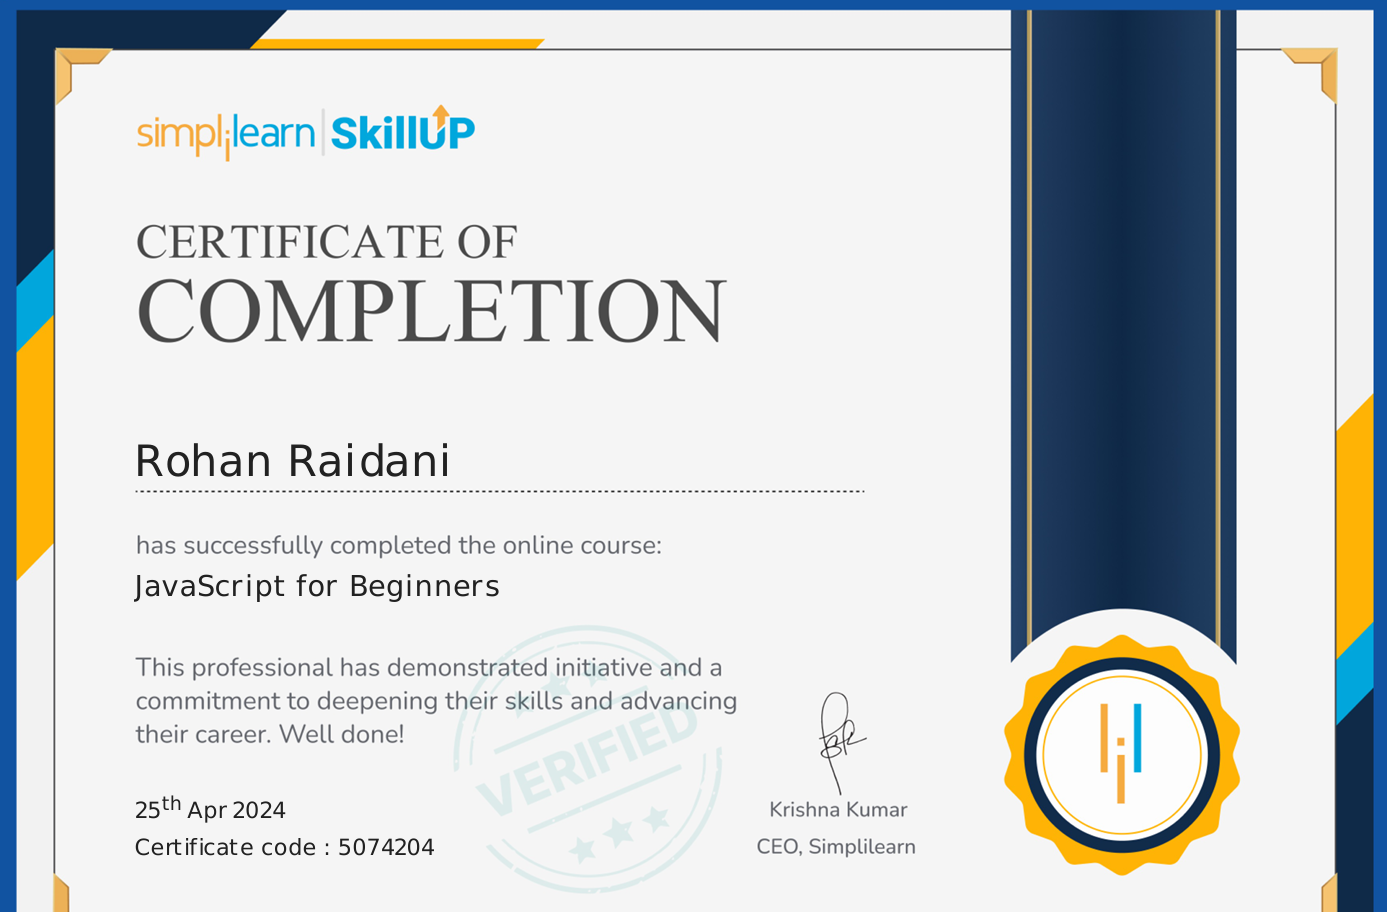 simplilearn | SkillUP
CERTIFICATE OF
COMPLETION
Rohan Raidani
has successfully completed the online course:
JavaScript for Beginners
This professional has demonstrated initiative and a
commitment to deepening their skills and advancing
their career. Well done!
VERIFIED
25th Apr 2024
Certificate code : 5074204
Krishna Kumar
CEO, Simplilearn